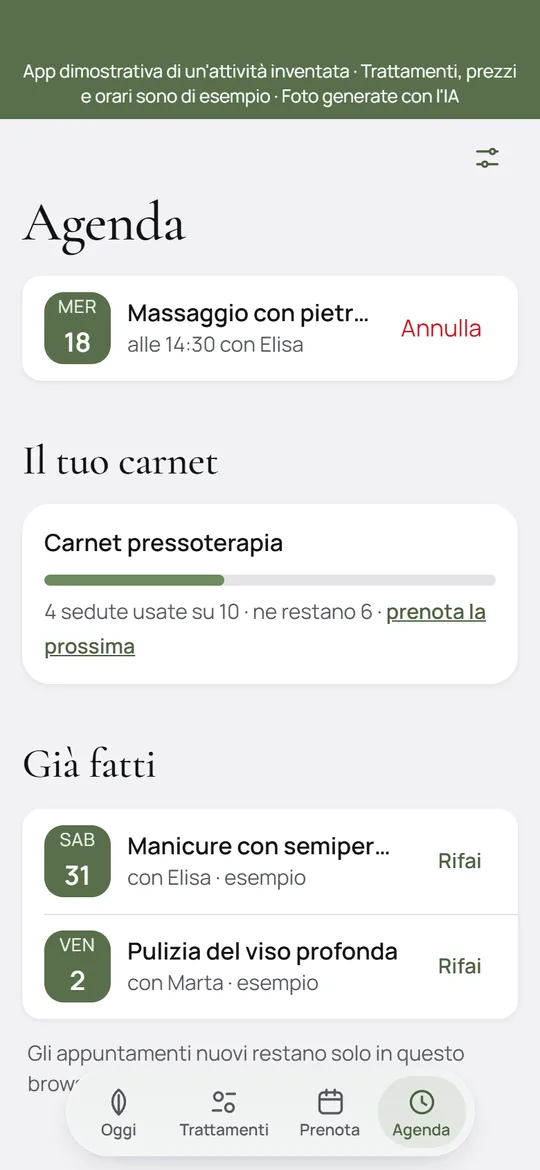 App dimostrativa di un'attività inventata · Trattamenti, prezzi
e orari sono di esempio · Foto generate con l'IA
Agenda
MER
18
Massaggio con pietr...
alle 14:30 con Elisa
Annulla
Il tuo carnet
Carnet pressoterapia
4 sedute usate su 10 · ne restano 6 · prenota la
prossima
Già fatti
SAB
31
Manicure con semiper...
con Elisa · esempio
Rifai
VEN
2
Pulizia del viso profonda
con Marta · esempio
Rifai
Gli appuntamenti nuovi restano solo in questo
Oggi
Trattamenti
Prenota
Agenda